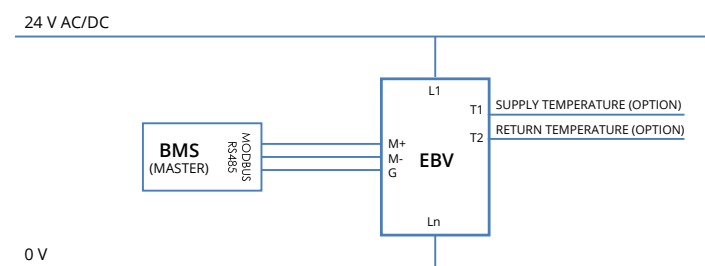 24 V AC/DC
L1
T1 SUPPLY TEMPERATURE (OPTION)
T2 RETURN TEMPERATURE (OPTION)
BMS
(MASTER)
MODBUS
RS485
M+
M-
G
EBV
Ln
0 V